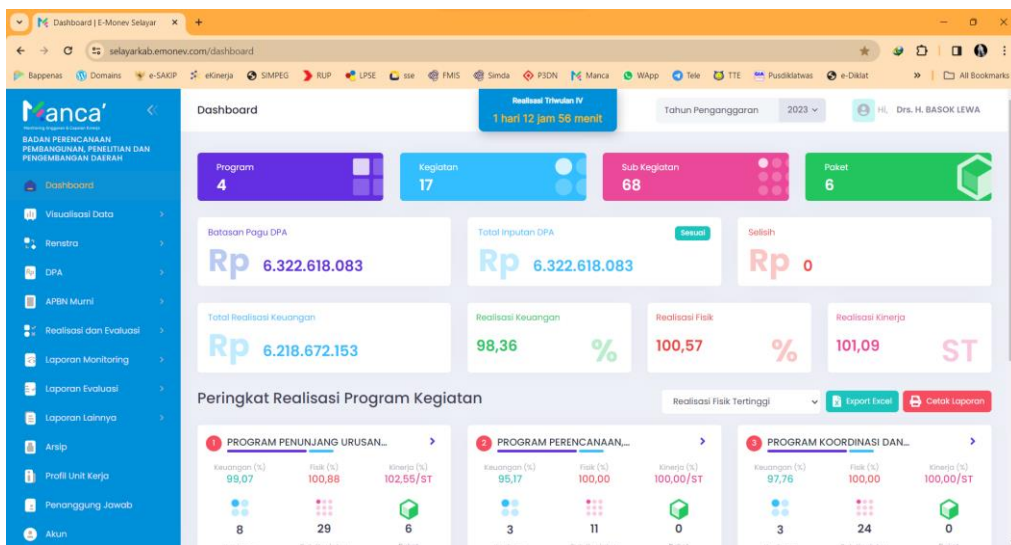 Dashboard | E-Monev Selayar
selayarkab.emonev.com/dashboard
Bappenas Domains e-SAKIP eKinerja SIMPEG RUP LPSE sse FMIS Simda P3DN Manca WApp Tele TTE Pusdiklatwas e-Diklat » All Bookmarks
Manca'
BADAN PERENCANAAN
PEMBANGUNAN, PENELITIAN DAN
PENGEMBANGAN DAERAH
Dashboard
Visualisasi Data
Renstra
DPA
APBN Murni
Realisasi dan Evaluasi
Laporan Monitoring
Laporan Evaluasi
Laporan Lainnya
Arsip
Profil Unit Kerja
Penanggung Jawab
Akun
Dashboard
Realisasi Triwulan IV
1 hari 12 jam 56 menit
Tahun Penganggaran 2023
Hi, Drs. H. BASOK LEWA
Program
4
Kegiatan
17
Sub Kegiatan
68
Paket
6
Batasan Pagu DPA
Rp 6.322.618.083
Total Inputan DPA Sesuai
Rp 6.322.618.083
Selisih
Rp 0
Total Realisasi Keuangan
Rp 6.218.672.153
Realisasi Keuangan
98,36 %
Realisasi Fisik
100,57 %
Realisasi Kinerja
101,09 ST
Peringkat Realisasi Program Kegiatan
Realisasi Fisik Tertinggi
Export Excel
Cetak Laporan
1 PROGRAM PENUNJANG URUSAN...
Keuangan (%) Fisik (%) Kinerja (%)
99,07 100,88 102,55/ST
8 29 6
2 PROGRAM PERENCANAAN,...
Keuangan (%) Fisik (%) Kinerja (%)
95,17 100,00 100,00/ST
3 11 0
3 PROGRAM KOORDINASI DAN...
Keuangan (%) Fisik (%) Kinerja (%)
97,76 100,00 100,00/ST
3 24 0